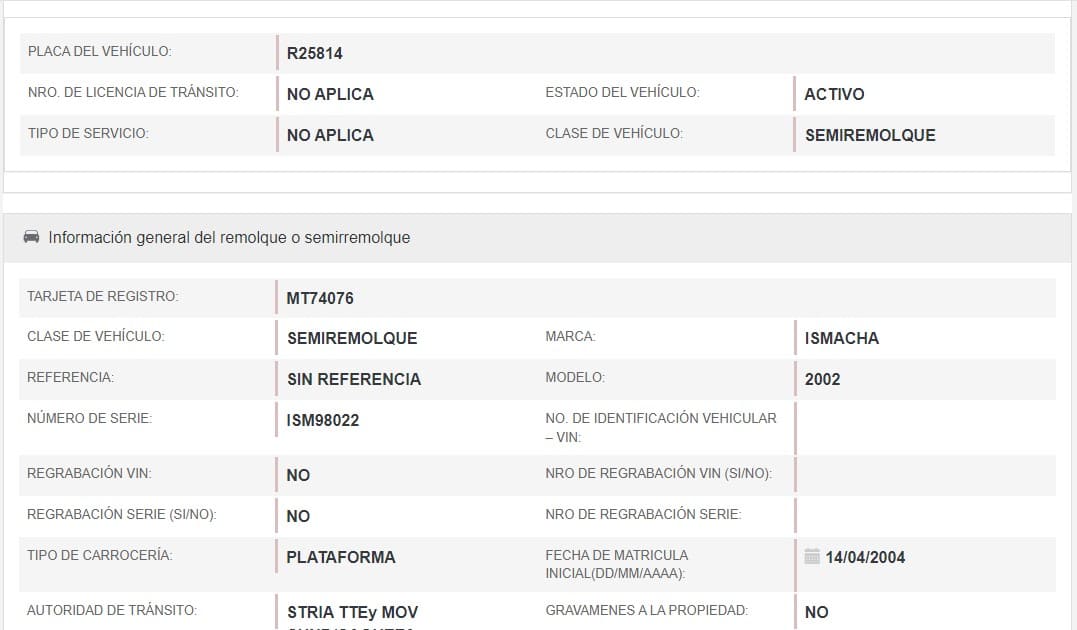 PLACA DEL VEHÍCULO: R25814
NRO. DE LICENCIA DE TRÁNSITO: NO APLICA ESTADO DEL VEHÍCULO: ACTIVO
TIPO DE SERVICIO: NO APLICA CLASE DE VEHÍCULO: SEMIREMOLQUE
Información general del remolque o semirremolque
TARJETA DE REGISTRO: MT74076
CLASE DE VEHÍCULO: SEMIREMOLQUE MARCA: ISMACHA
REFERENCIA: SIN REFERENCIA MODELO: 2002
NÚMERO DE SERIE: ISM98022 NO. DE IDENTIFICACIÓN VEHICULAR
– VIN:
REGRABACIÓN VIN: NO NRO DE REGRABACIÓN VIN (SI/NO):
REGRABACIÓN SERIE (SI/NO): NO NRO DE REGRABACIÓN SERIE:
TIPO DE CARROCERÍA: PLATAFORMA FECHA DE MATRICULA
INICIAL(DD/MM/AAAA): 14/04/2004
AUTORIDAD DE TRÁNSITO: STRIA TTEy MOV GRAVAMENES A LA PROPIEDAD: NO